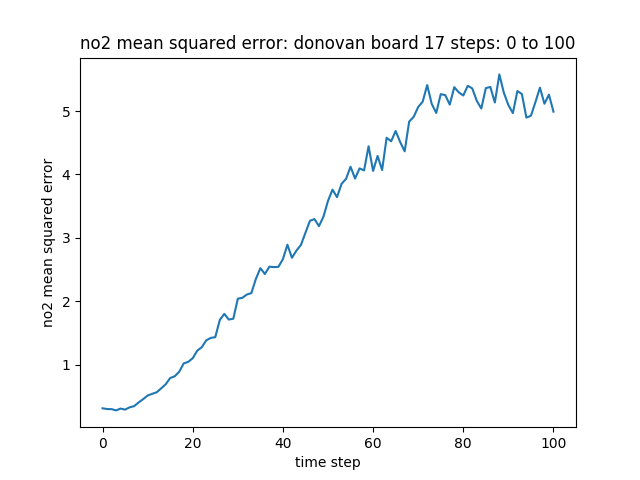 no2 mean squared error: donovan board 17 steps: 0 to 100
no2 mean squared error
5
4
3
2
1
0 20 40 60 80 100
time step